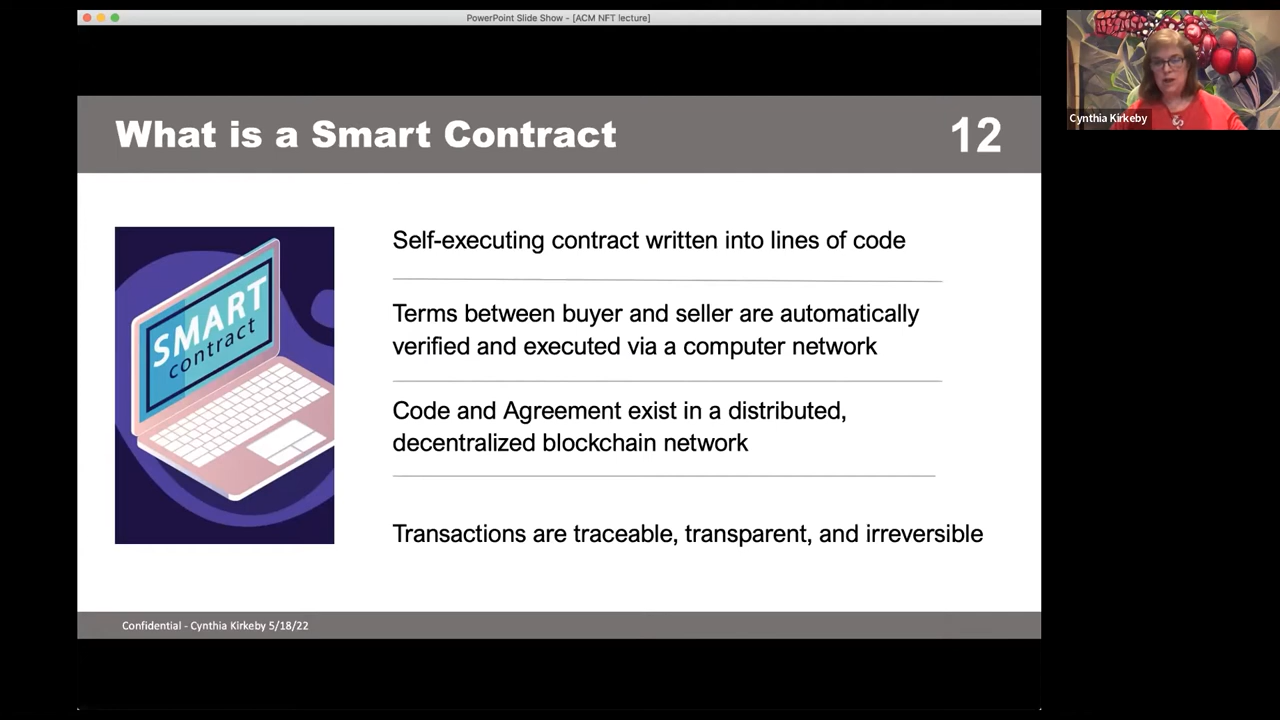 PowerPoint Slide Show - [ACM NFT lecture]
What is a Smart Contract
12
SMART
contract
Self-executing contract written into lines of code
Terms between buyer and seller are automatically
verified and executed via a computer network
Code and Agreement exist in a distributed,
decentralized blockchain network
Transactions are traceable, transparent, and irreversible
Confidential - Cynthia Kirkeby 5/18/22
Cynthia Kirkeby